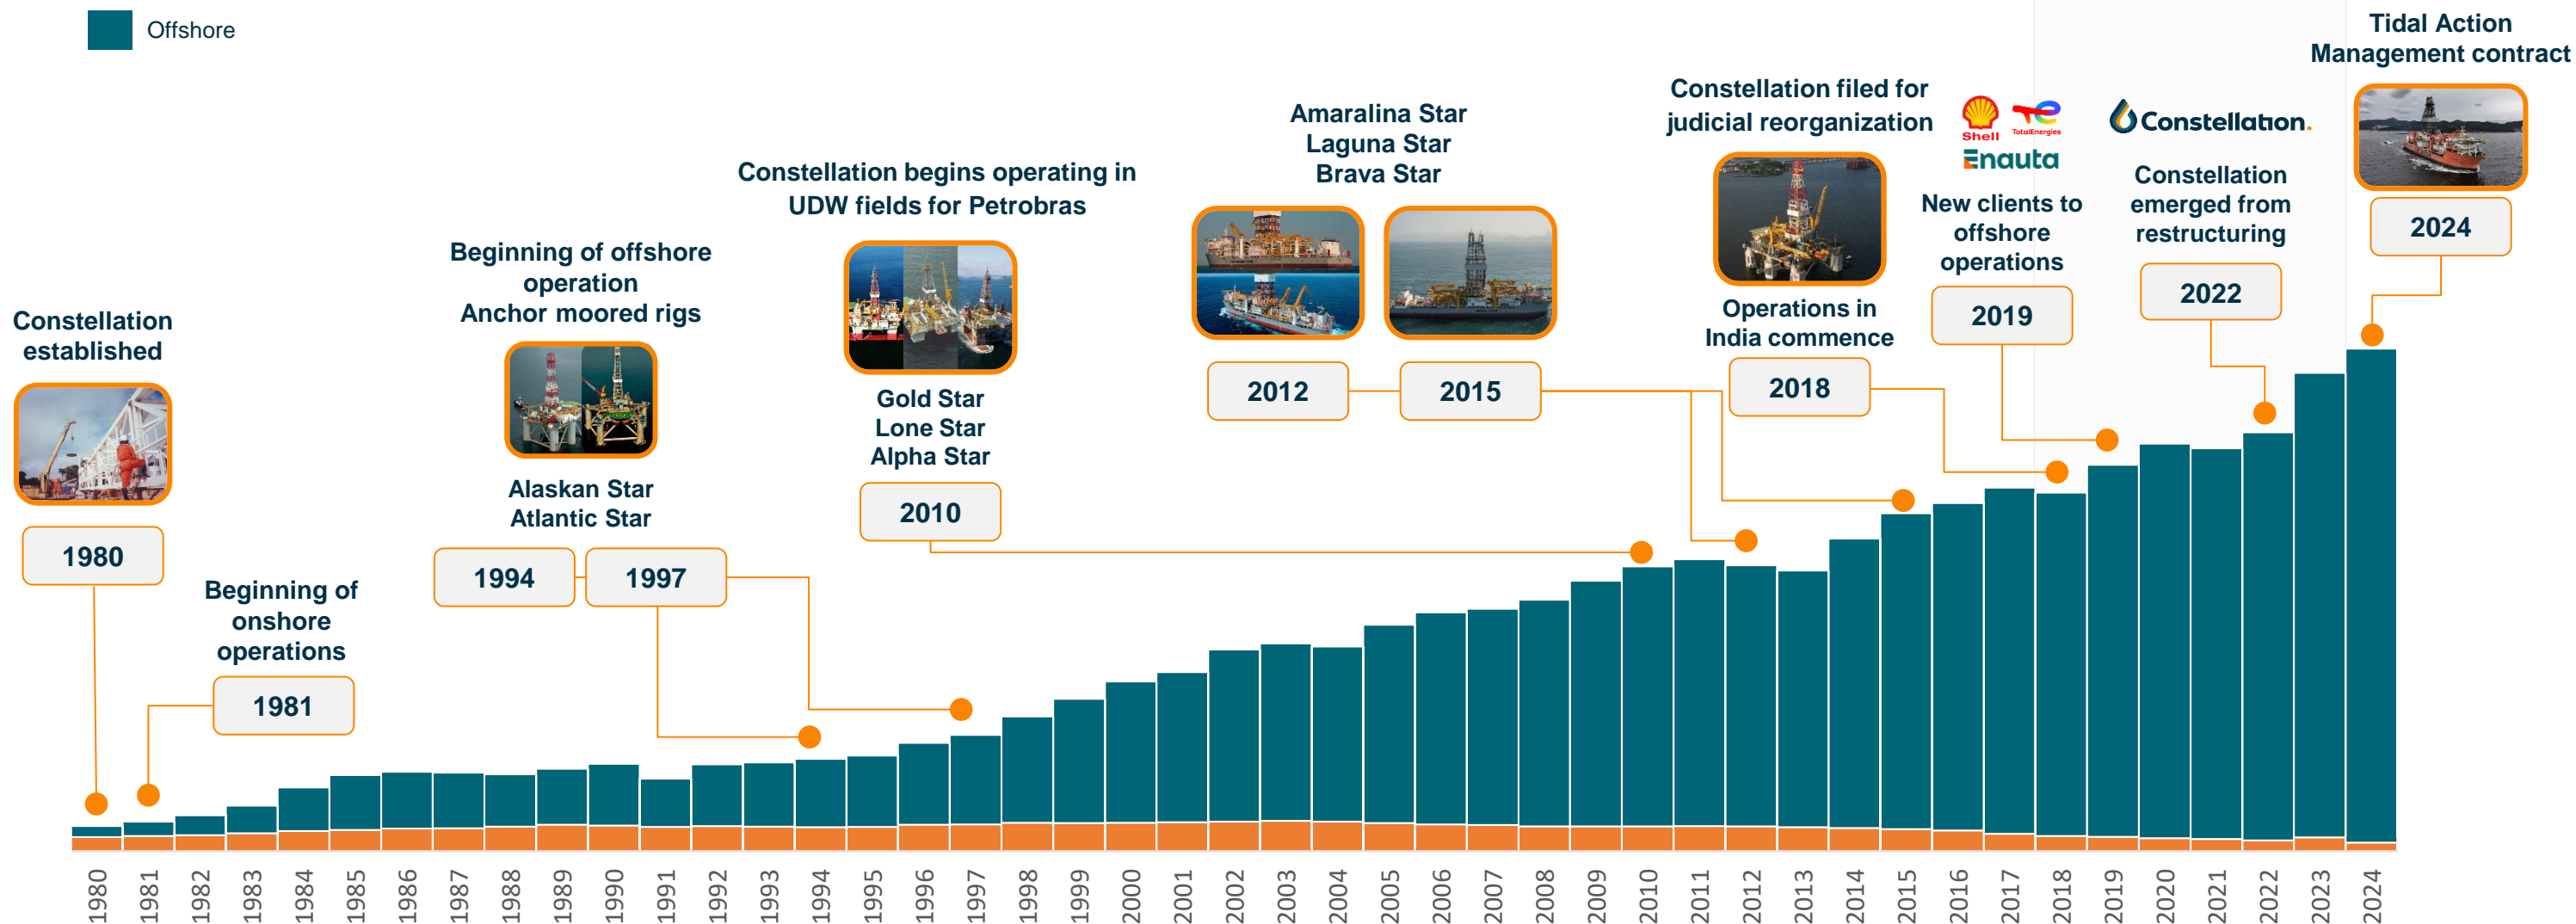 Offshore
Constellation
established
1980
Beginning of
onshore
operations
1981
Beginning of offshore
operation
Anchor moored rigs
Alaskan Star
Atlantic Star
1994
1997
Constellation begins operating in
UDW fields for Petrobras
Gold Star
Lone Star
Alpha Star
2010
Amaralina Star
Laguna Star
Brava Star
2012
2015
Constellation filed for
judicial reorganization
Operations in
India commence
2018
Shell
TotalEnergies
Enauta
New clients to
offshore
operations
2019
Constellation.
Constellation
emerged from
restructuring
2022
Tidal Action
Management contract
2024
1980
1981
1982
1983
1984
1985
1986
1987
1988
1989
1990
1991
1992
1993
1994
1995
1996
1997
1998
1999
2000
2001
2002
2003
2004
2005
2006
2007
2008
2009
2010
2011
2012
2013
2014
2015
2016
2017
2018
2019
2020
2021
2022
2023
2024